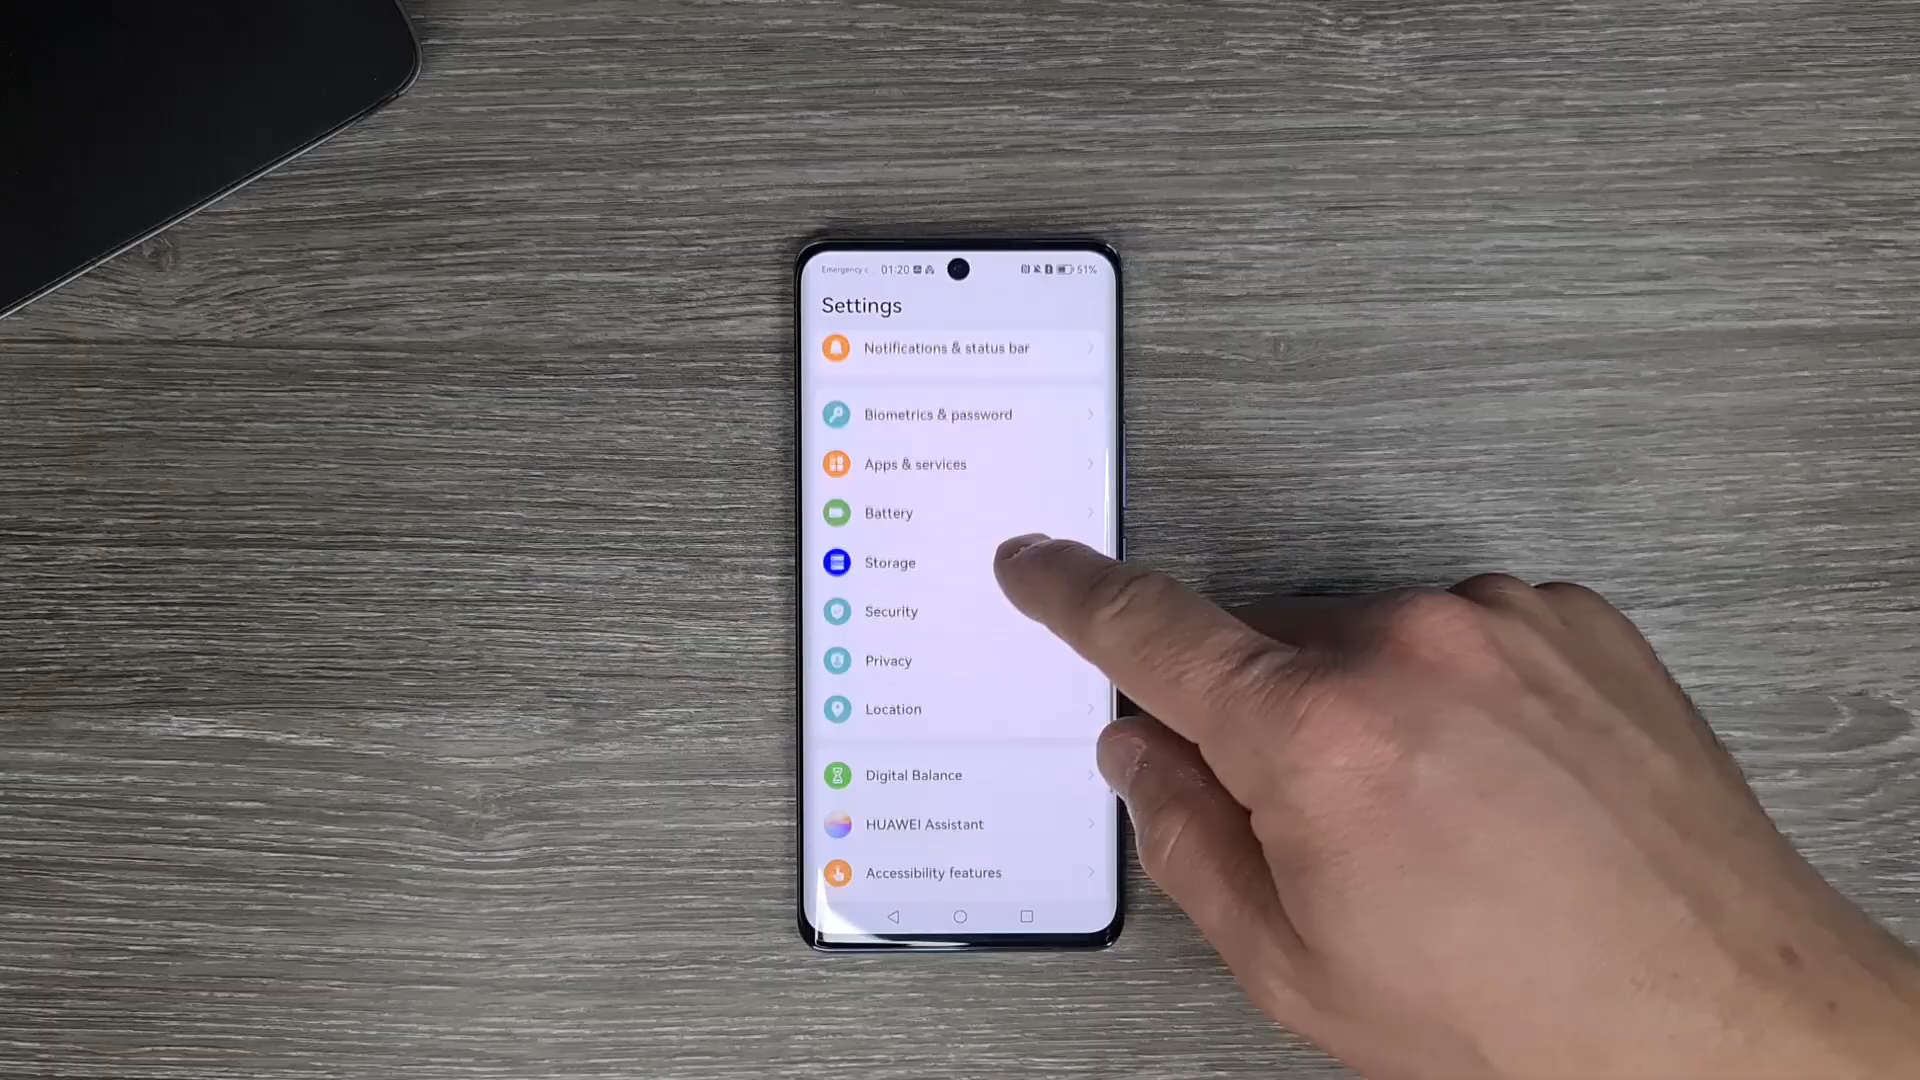 Emergency c... 01:20 51%
Settings
Notifications & status bar
Biometrics & password
Apps & services
Battery
Storage
Security
Privacy
Location
Digital Balance
HUAWEI Assistant
Accessibility features